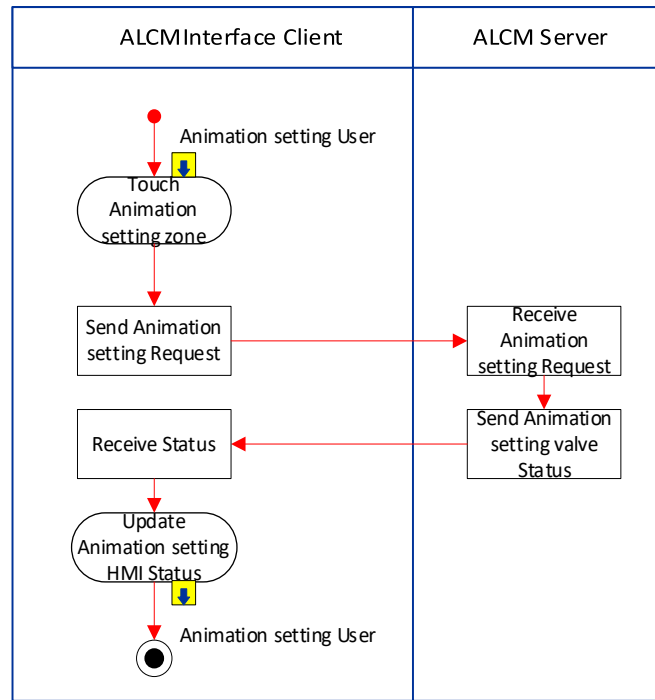 ALCMInterface Client
ALCM Server
Animation setting User
Touch
Animation
setting zone
Send Animation
setting Request
Receive
Animation
setting Request
Send Animation
setting valve
Status
Receive Status
Update
Animation setting
HMI Status
Animation setting User